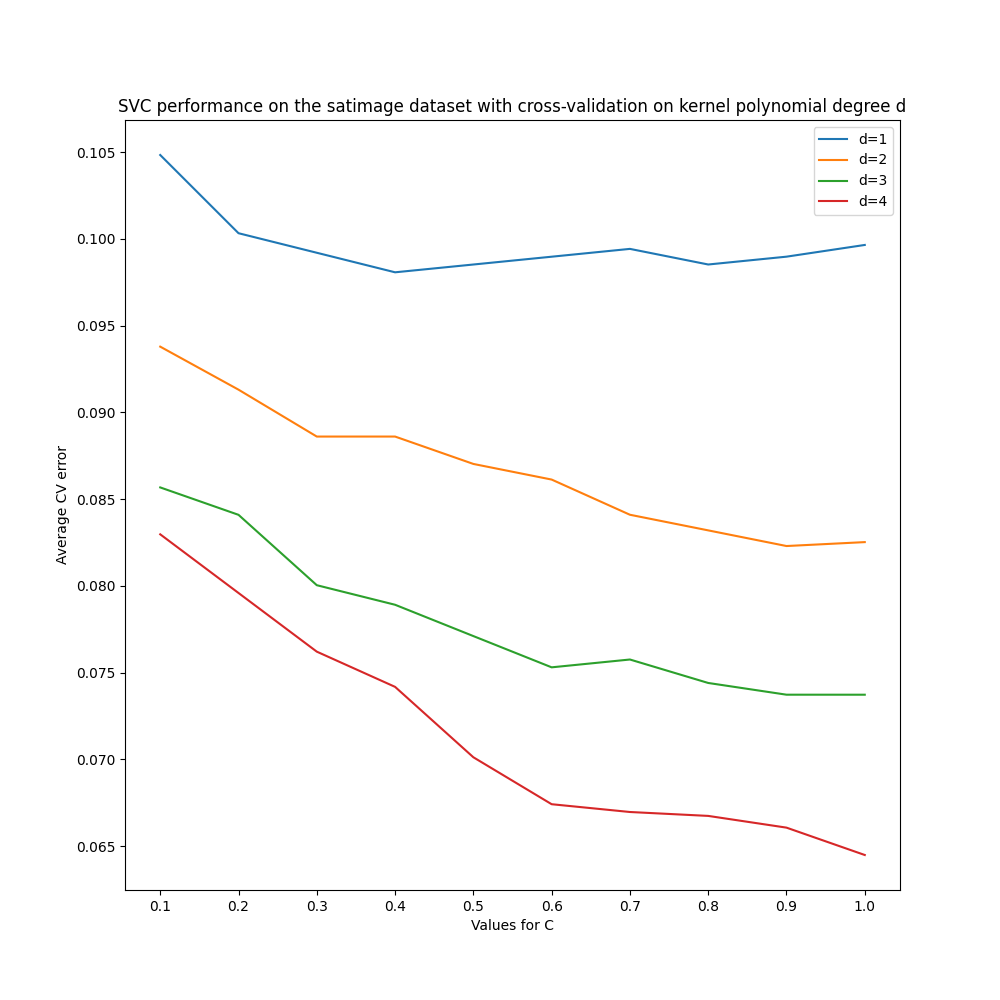 SVC performance on the satimage dataset with cross-validation on kernel polynomial degree d
d=1
d=2
d=3
d=4
0.105
0.100
0.095
0.090
0.085
0.080
0.075
0.070
0.065
Average CV error
0.1 0.2 0.3 0.4 0.5 0.6 0.7 0.8 0.9 1.0
Values for C